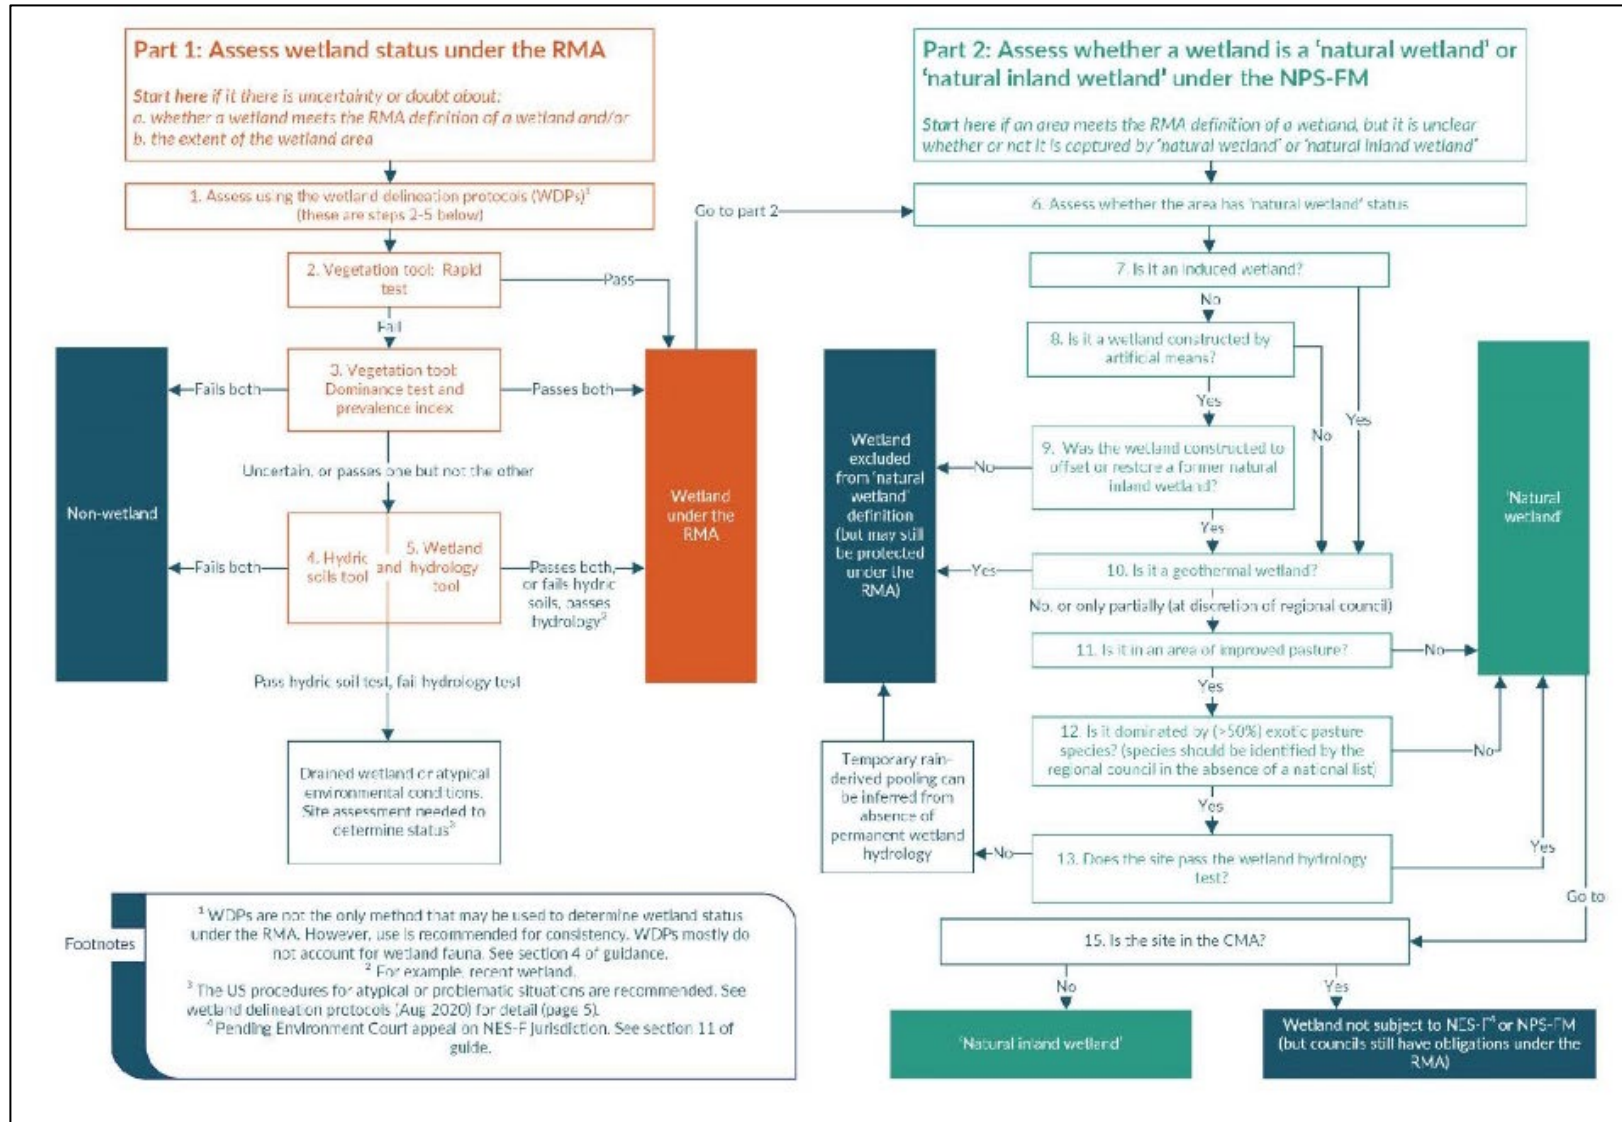 Part 1: Assess wetland status under the RMA
Start here if it there is uncertainty or doubt about:
a. whether a wetland meets the RMA definition of a wetland and/or
b. the extent of the wetland area
1. Assess using the wetland delineation protocols (WDPs)¹
(these are steps 2-5 below)
2. Vegetation tool: Rapid
test
Pass
Fail
3. Vegetation tool:
Dominance test and
prevalence index
Fails both
Passes both
Uncertain, or passes one but not the other
Non-wetland
4. Hydric
soils tool
and
5. Wetland
hydrology
tool
Fails both
Passes both,
or fails hydric
soils, passes
hydrology²
Wetland
under the
RMA
Pass hydric soil test, fail hydrology test
Drained wetland or atypical
environmental conditions.
Site assessment needed to
determine status³
Go to part 2
Part 2: Assess whether a wetland is a ‘natural wetland’ or
‘natural inland wetland’ under the NPS-FM
Start here if an area meets the RMA definition of a wetland, but it is unclear
whether or not it is captured by ‘natural wetland’ or ‘natural inland wetland’
6. Assess whether the area has ‘natural wetland’ status
7. Is it an induced wetland?
No
Yes
8. Is it a wetland constructed by
artificial means?
Yes
No
9. Was the wetland constructed to
offset or restore a former natural
inland wetland?
No
Yes
Wetland
excluded
from ‘natural
wetland’
definition
(but may still
be protected
under the
RMA)
10. Is it a geothermal wetland?
Yes
No, or only partially (at discretion of regional council)
11. Is it in an area of improved pasture?
No
Yes
‘Natural
wetland’
12. Is it dominated by (>50%) exotic pasture
species? (species should be identified by the
regional council in the absence of a national list)
No
Yes
Temporary rain-
derived pooling can
be inferred from
absence of
permanent wetland
hydrology
13. Does the site pass the wetland hydrology
test?
No
Yes
Go to
15. Is the site in the CMA?
No
Yes
‘Natural inland wetland’
Wetland not subject to NES-F⁴ or NPS-FM
(but councils still have obligations under the
RMA)
Footnotes
¹ WDPs are not the only method that may be used to determine wetland status
under the RMA. However, use is recommended for consistency. WDPs mostly do
not account for wetland fauna. See section 4 of guidance.
² For example, recent wetland.
³ The US procedures for atypical or problematic situations are recommended. See
wetland delineation protocols (Aug 2020) for detail (page 5).
⁴ Pending Environment Court appeal on NES-F jurisdiction. See section 11 of
guide.